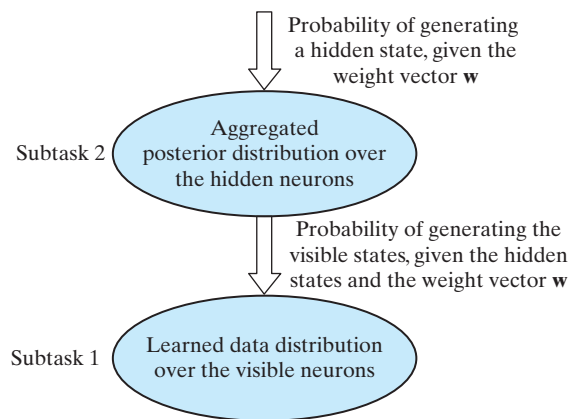 Probability of generating
a hidden state, given the
weight vector w
Subtask 2
Aggregated
posterior distribution over
the hidden neurons
Probability of generating the
visible states, given the hidden
states and the weight vector w
Subtask 1
Learned data distribution
over the visible neurons